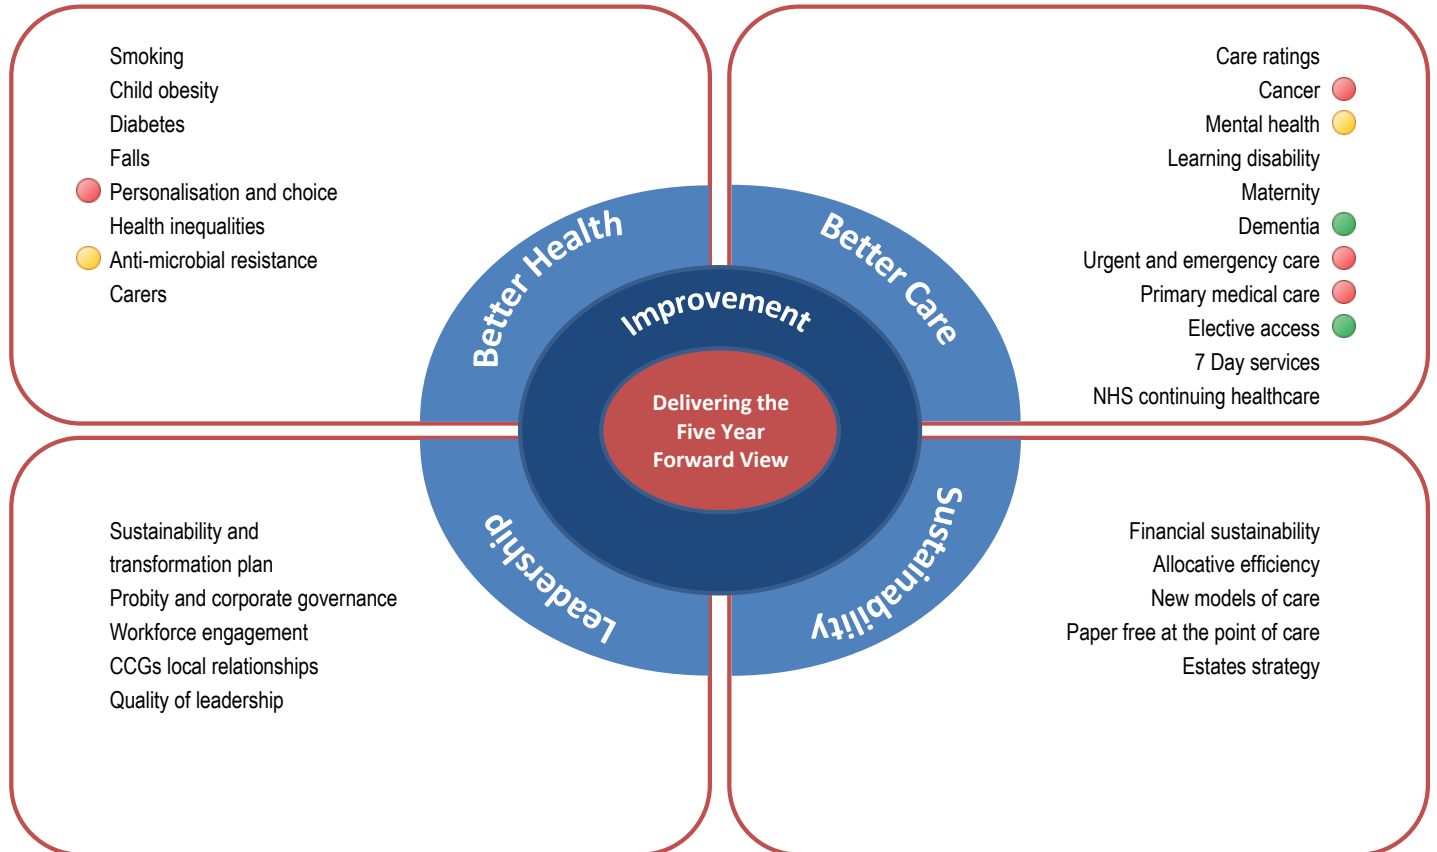 Smoking
Child obesity
Diabetes
Falls
Personalisation and choice
Health inequalities
Anti-microbial resistance
Carers
Care ratings
Cancer
Mental health
Learning disability
Maternity
Dementia
Urgent and emergency care
Primary medical care
Elective access
7 Day services
NHS continuing healthcare
Better Health
Better Care
Improvement
Delivering the
Five Year
Forward View
Leadership
Sustainability
Sustainability and
transformation plan
Probity and corporate governance
Workforce engagement
CCGs local relationships
Quality of leadership
Financial sustainability
Allocative efficiency
New models of care
Paper free at the point of care
Estates strategy